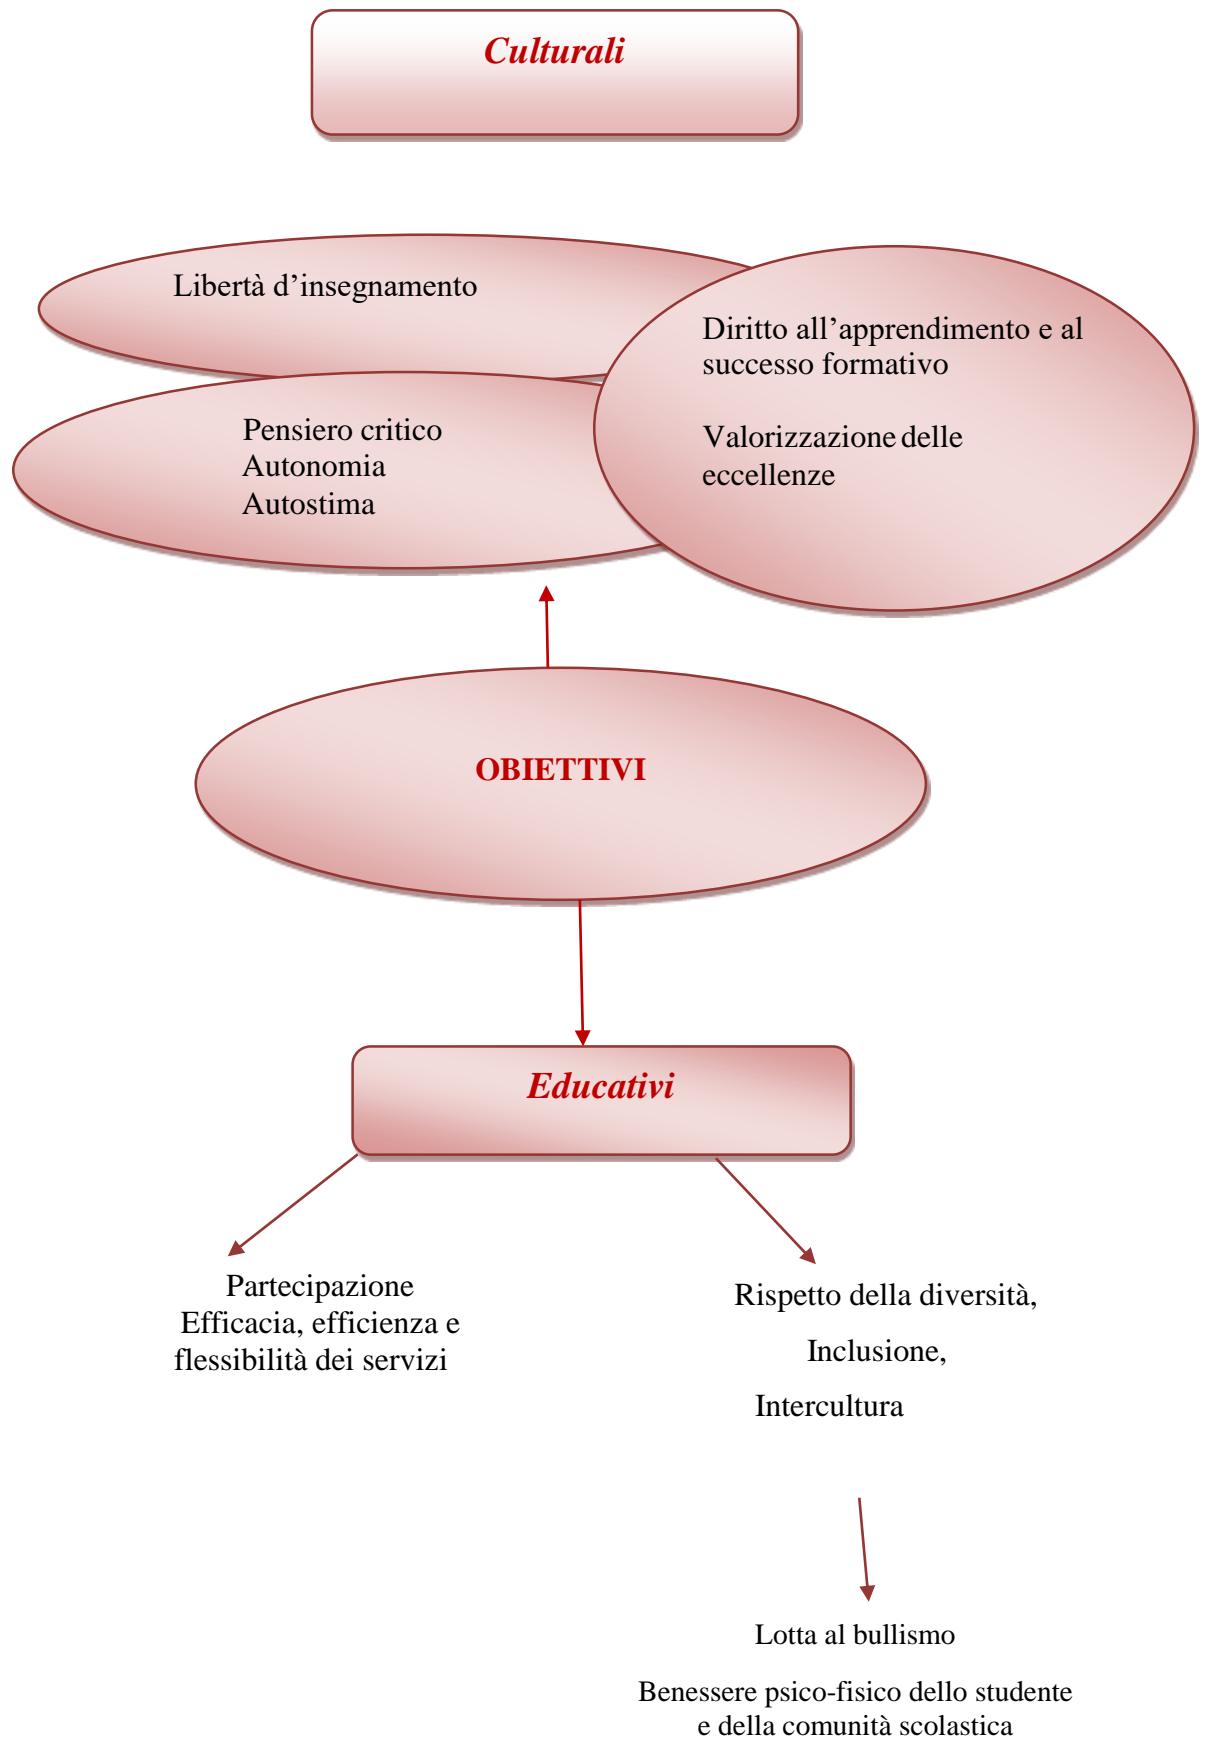 Culturali
Libertà d’insegnamento
Diritto all’apprendimento e al
successo formativo
Valorizzazione delle
eccellenze
Pensiero critico
Autonomia
Autostima
OBIETTIVI
Educativi
Partecipazione
Efficacia, efficienza e
flessibilità dei servizi
Rispetto della diversità,
Inclusione,
Intercultura
Lotta al bullismo
Benessere psico-fisico dello studente
e della comunità scolastica